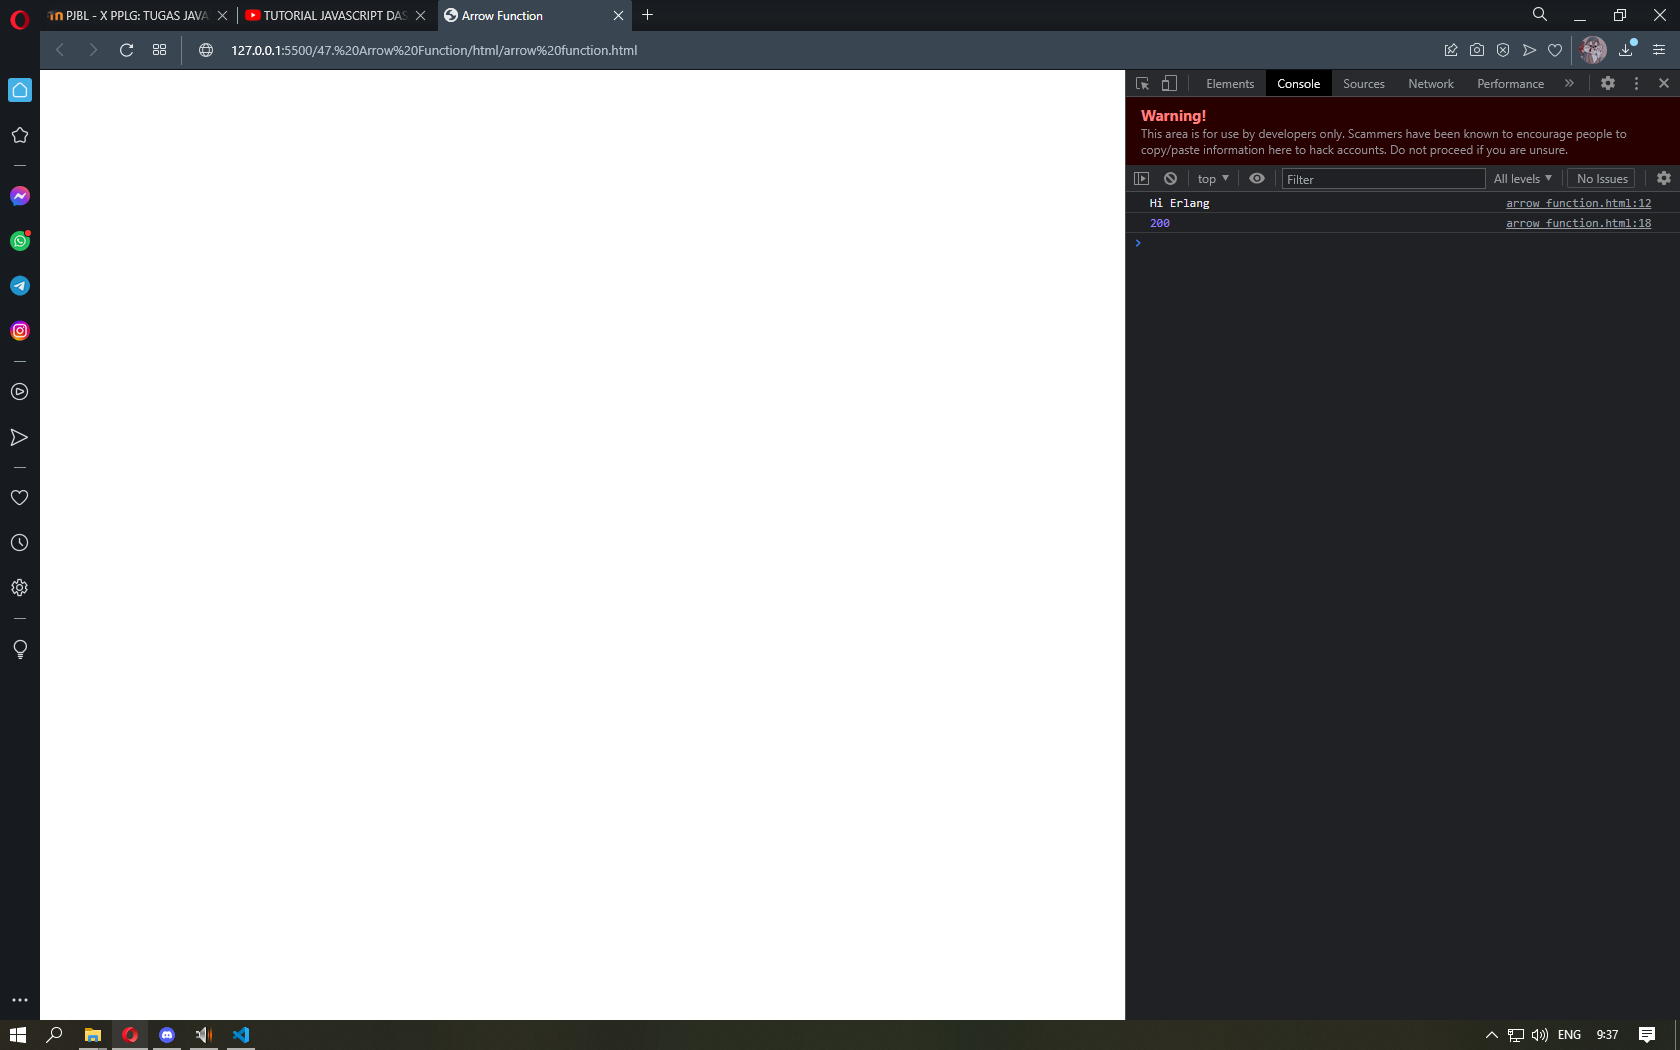 PJBL - X PPLG: TUGAS JAVA
TUTORIAL JAVASCRIPT DAS
Arrow Function
127.0.0.1:5500/47.%20Arrow%20Function/html/arrow%20function.html
Elements
Console
Sources
Network
Performance
Warning!
This area is for use by developers only. Scammers have been known to encourage people to
copy/paste information here to hack accounts. Do not proceed if you are unsure.
top
Filter
All levels
No Issues
Hi Erlang
arrow function.html:12
200
arrow function.html:18
ENG
9:37